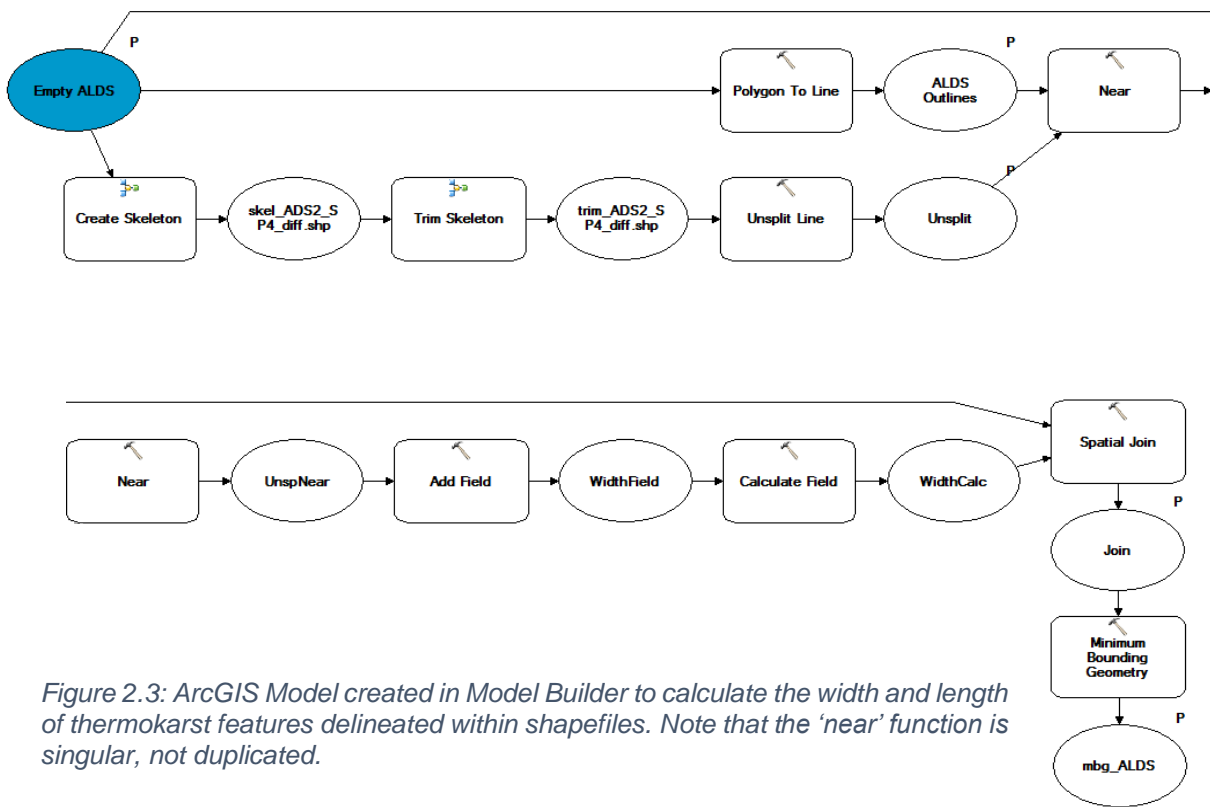 P
P
Empty ALDS
Polygon To Line
ALDS
Outlines
Near
P
Create Skeleton
skel_ADS2_S
P4_diff.shp
Trim Skeleton
trim_ADS2_S
P4_diff.shp
Unsplit Line
Unsplit
Near
UnspNear
Add Field
WidthField
Calculate Field
WidthCalc
Spatial Join
P
Join
Minimum
Bounding
Geometry
P
mbg_ALDS
Figure 2.3: ArcGIS Model created in Model Builder to calculate the width and length
of thermokarst features delineated within shapefiles. Note that the ‘near’ function is
singular, not duplicated.